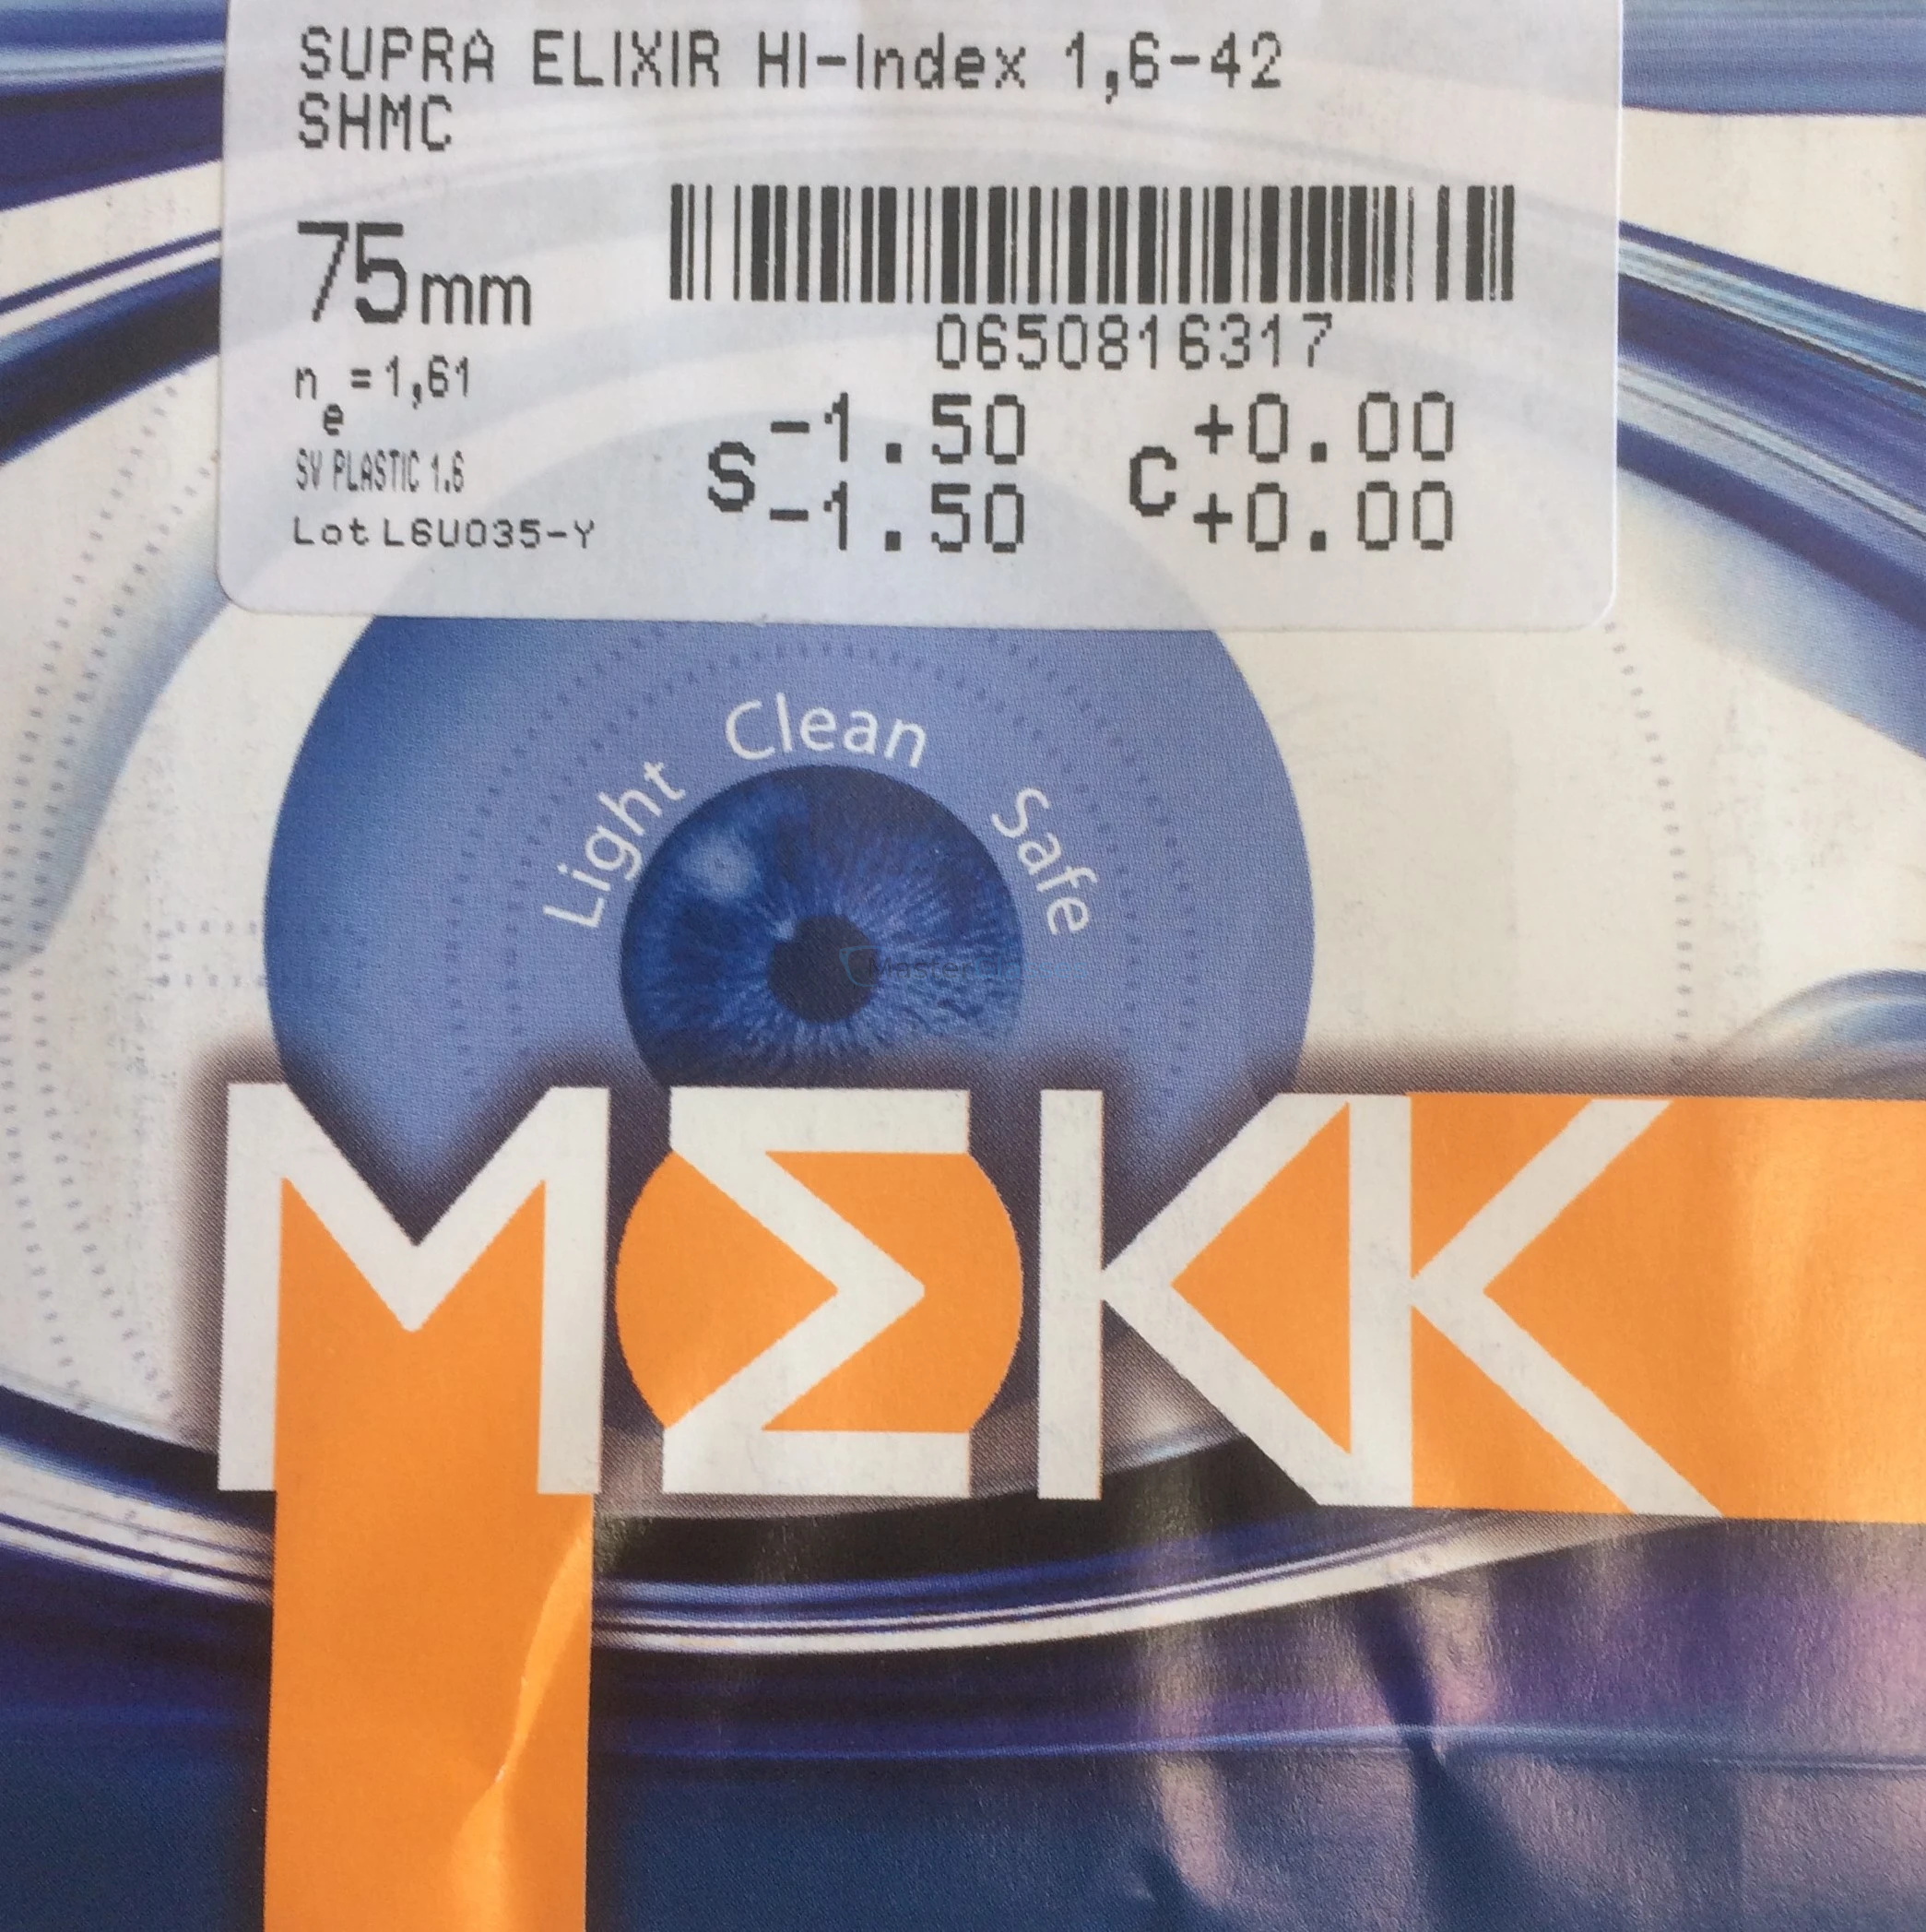 SUPRA ELIXIR HI-Index 1,6-42
SHMC
75mm
0650816317
ne=1,61
S -1.50 C +0.00
-1.50 +0.00
SV PLASTIC 1.6
Lot L6U035-Y
Light Clean Safe
MΣKK